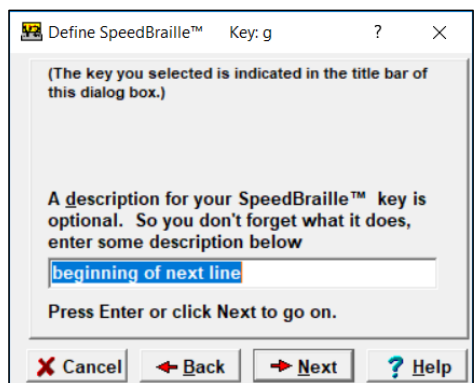 Define SpeedBraille™ Key: g ? ×
(The key you selected is indicated in the title bar of
this dialog box.)
A description for your SpeedBraille™ key is
optional. So you don't forget what it does,
enter some description below
beginning of next line
Press Enter or click Next to go on.
Cancel Back Next ? Help